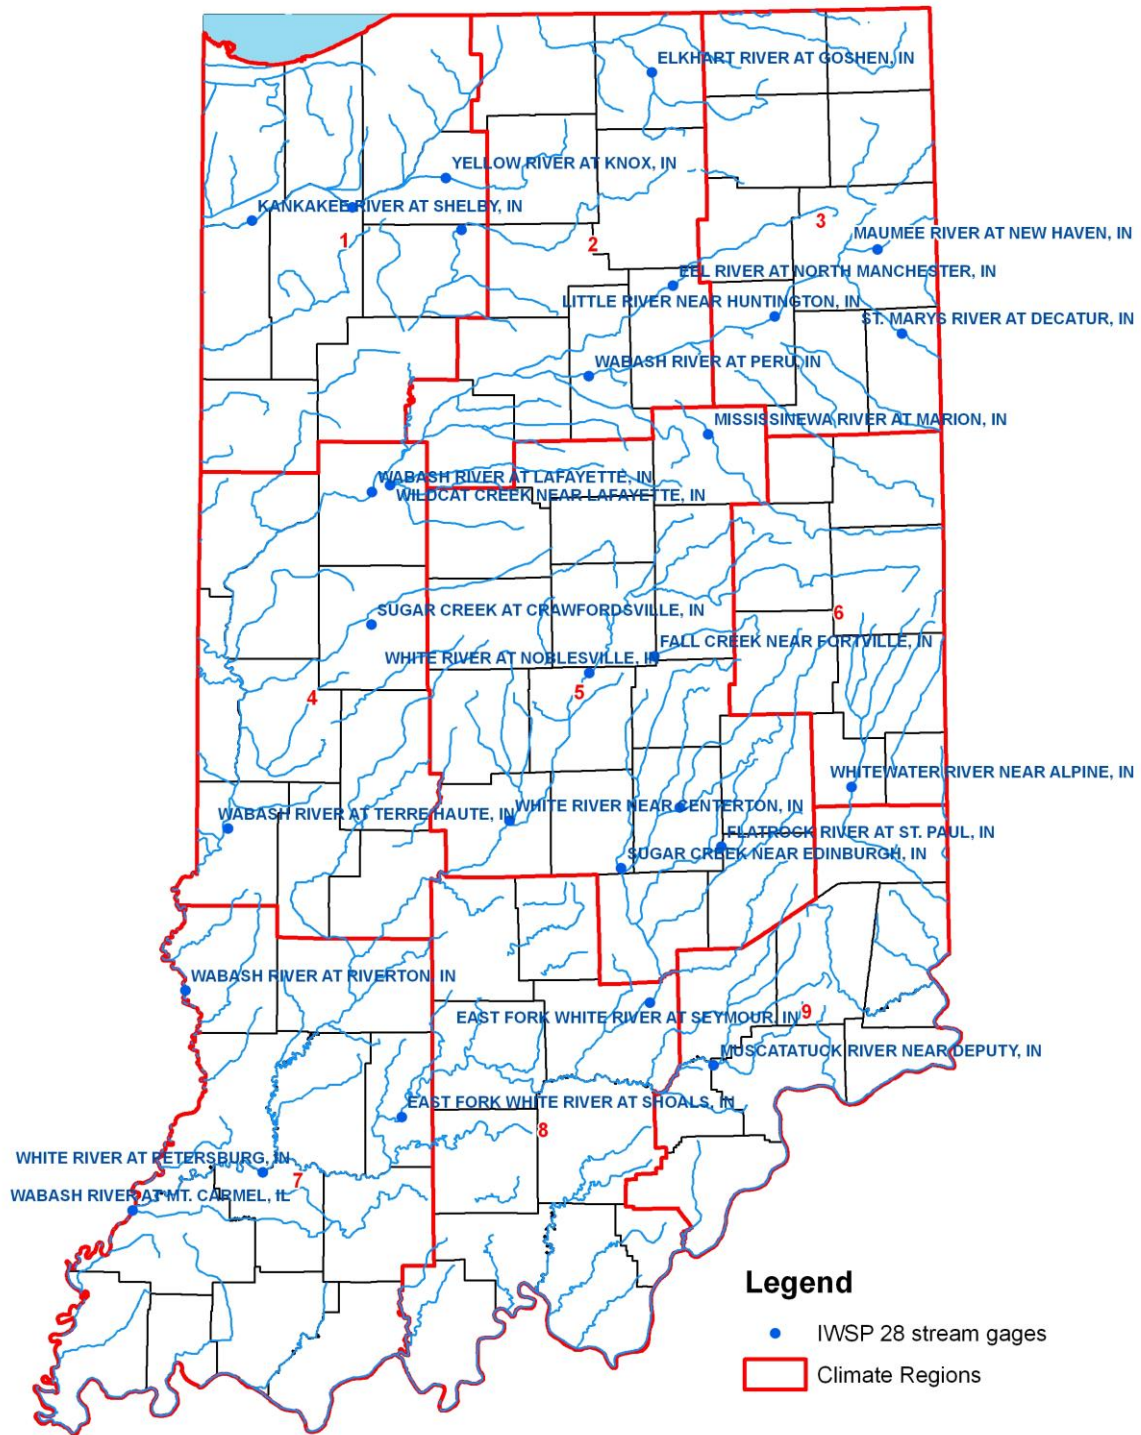 ELKHART RIVER AT GOSHEN, IN
YELLOW RIVER AT KNOX, IN
KANKAKEE RIVER AT SHELBY, IN
1
2
3
MAUMEE RIVER AT NEW HAVEN, IN
EEL RIVER AT NORTH MANCHESTER, IN
LITTLE RIVER NEAR HUNTINGTON, IN
ST. MARYS RIVER AT DECATUR, IN
WABASH RIVER AT PERU, IN
MISSISSINEWA RIVER AT MARION, IN
WABASH RIVER AT LAFAYETTE, IN
WILDCAT CREEK NEAR LAFAYETTE, IN
SUGAR CREEK AT CRAWFORDSVILLE, IN
6
FALL CREEK NEAR FORTVILLE, IN
WHITE RIVER AT NOBLESVILLE, IN
4
5
WHITEWATER RIVER NEAR ALPINE, IN
WABASH RIVER AT TERRE HAUTE, IN
WHITE RIVER NEAR CENTERTON, IN
FLATROCK RIVER AT ST. PAUL, IN
SUGAR CREEK NEAR EDINBURGH, IN
WABASH RIVER AT RIVERTON, IN
EAST FORK WHITE RIVER AT SEYMOUR, IN
9
MUSCATATUCK RIVER NEAR DEPUTY, IN
EAST FORK WHITE RIVER AT SHOALS, IN
8
WHITE RIVER AT PETERSBURG, IN
7
WABASH RIVER AT MT. CARMEL, IL
Legend
IWSP 28 stream gages
Climate Regions